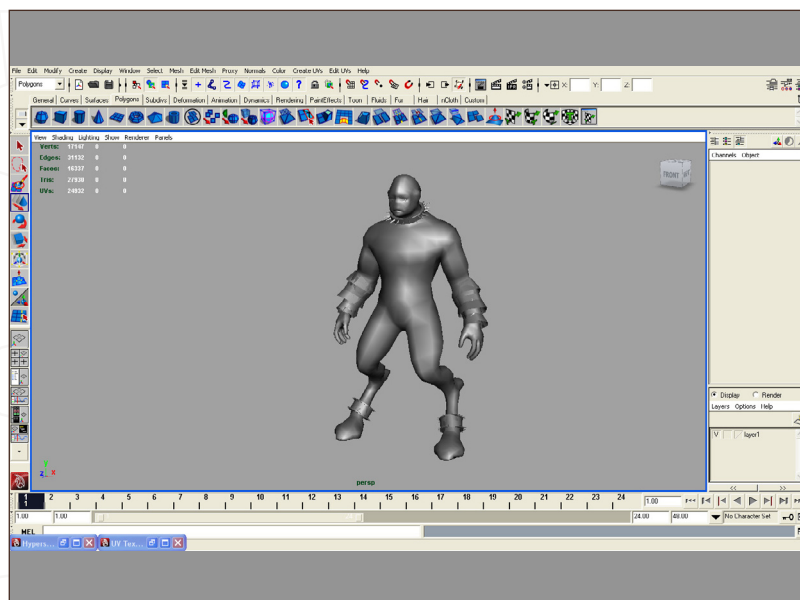 File Edit Modify Create Display Window Select Mesh Edit Mesh Proxy Normals Color Create UVs Edit UVs Help
Polygons X: Y: Z:
General Curves Surfaces Polygons Subdivs Deformation Animation Dynamics Rendering PaintEffects Toon Fluids Fur Hair nCloth Custom
View Shading Lighting Show Renderer Panels
Channels Object
Verts: 17147 0 0
Edges: 31132 0 0
Faces: 16337 0 0
Tris: 0 0
UVs: 24932 0 0
FRONT
Display Render
Layers Options Help
V layer1
persp
1 2 3 4 5 6 7 8 9 10 11 12 13 14 15 16 17 18 19 20 21 22 23 24 1.00
1
1.00 1.00 24.00 48.00 No Character Set
MEL
Hypers... UV Tex...